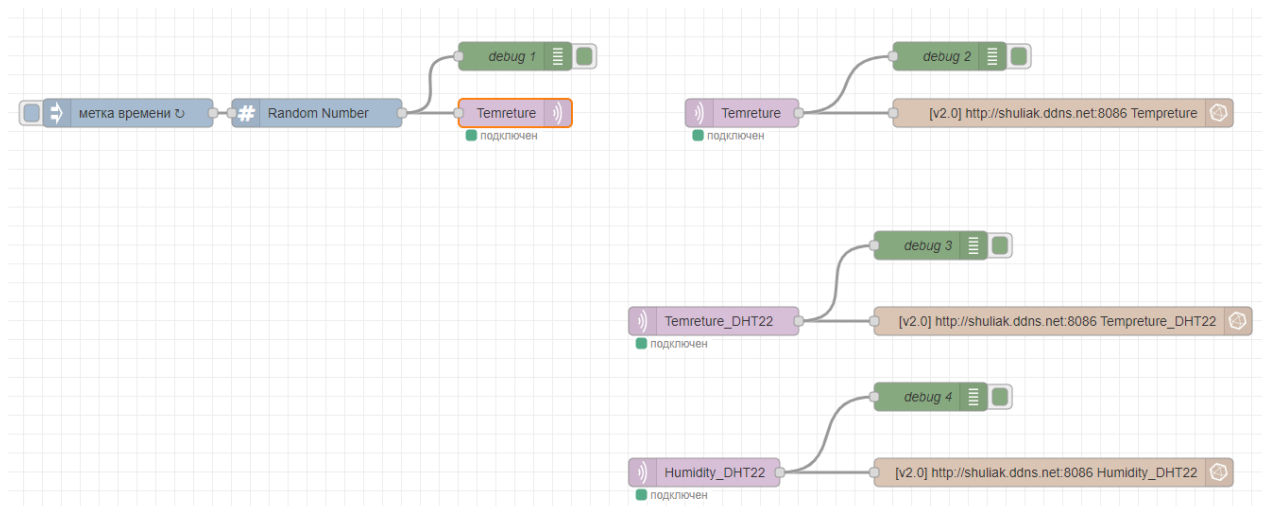 debug 1
debug 2
метка времени ↻
Random Number
Temreture
Temreture
[v2.0] http://shuliak.ddns.net:8086 Tempreture
подключен
подключен
debug 3
Temreture_DHT22
[v2.0] http://shuliak.ddns.net:8086 Tempreture_DHT22
подключен
debug 4
Humidity_DHT22
[v2.0] http://shuliak.ddns.net:8086 Humidity_DHT22
подключен